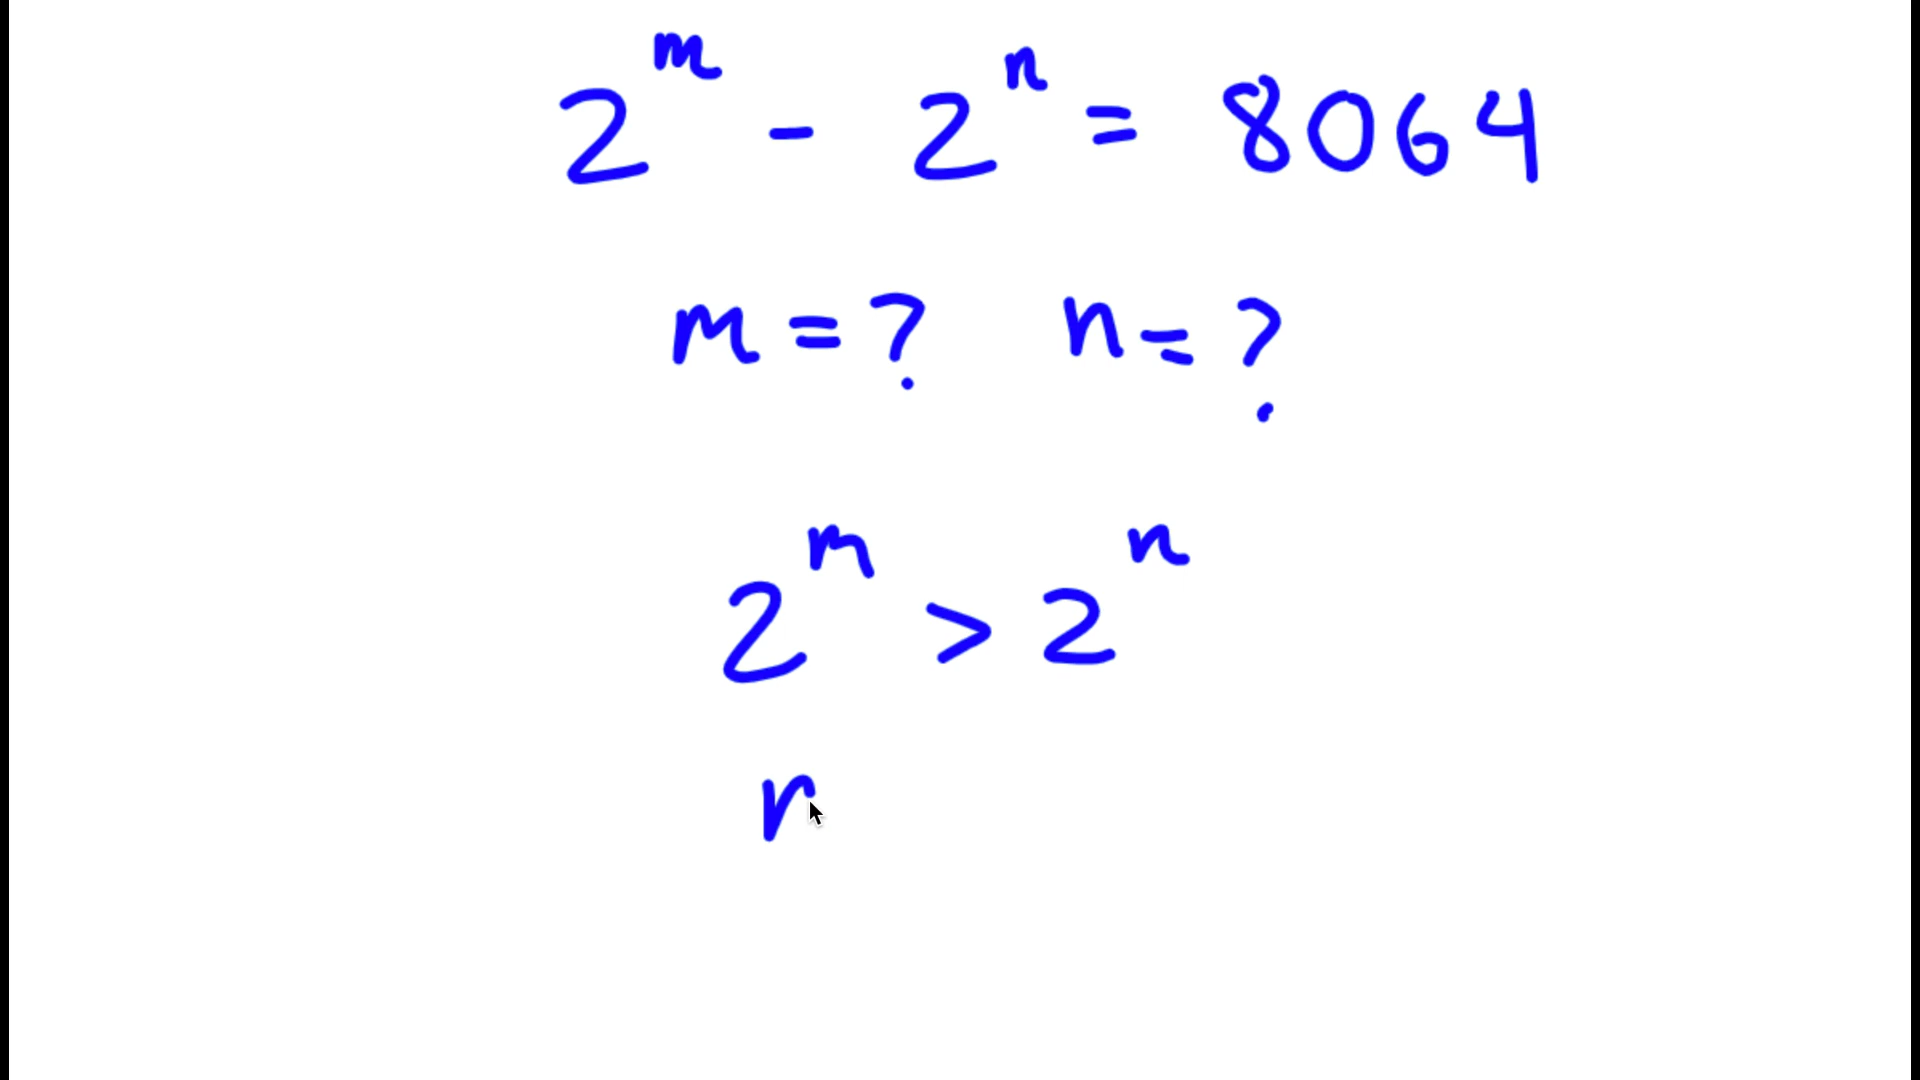 2^m - 2^n = 8064
m = ? n = ?
2^m > 2^n
r